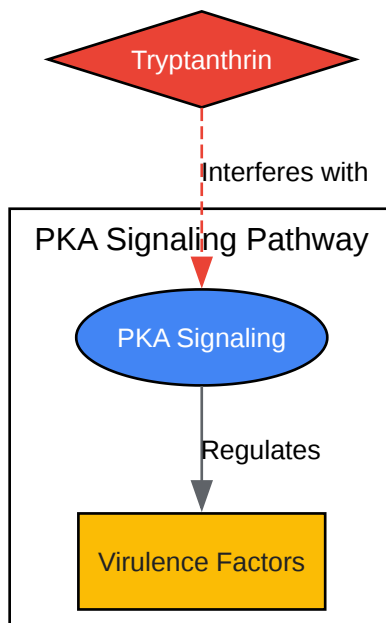 Tryptanthrin
Interferes with
PKA Signaling Pathway
PKA Signaling
Regulates
Virulence Factors